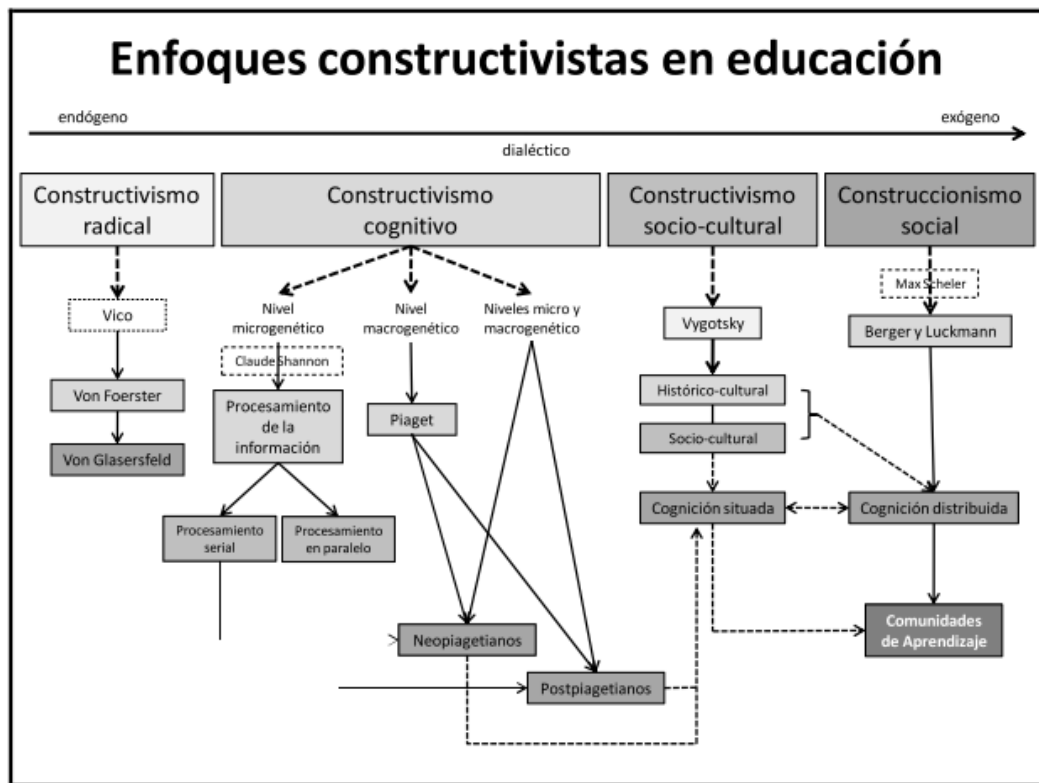 Enfoques constructivistas en educación
endógeno
exógeno
dialéctico
Constructivismo
radical
Constructivismo
cognitivo
Constructivismo
socio-cultural
Construccionismo
social
Vico
Von Foerster
Von Glasersfeld
Nivel
microgenético
Nivel
macrogenético
Niveles micro y
macrogenético
Claude Shannon
Procesamiento
de la
información
Piaget
Procesamiento
serial
Procesamiento
en paralelo
Neopiagetianos
Postpiagetianos
Vygotsky
Histórico-cultural
Socio-cultural
Cognición situada
Max Scheler
Berger y Luckmann
Cognición distribuida
Comunidades
de Aprendizaje